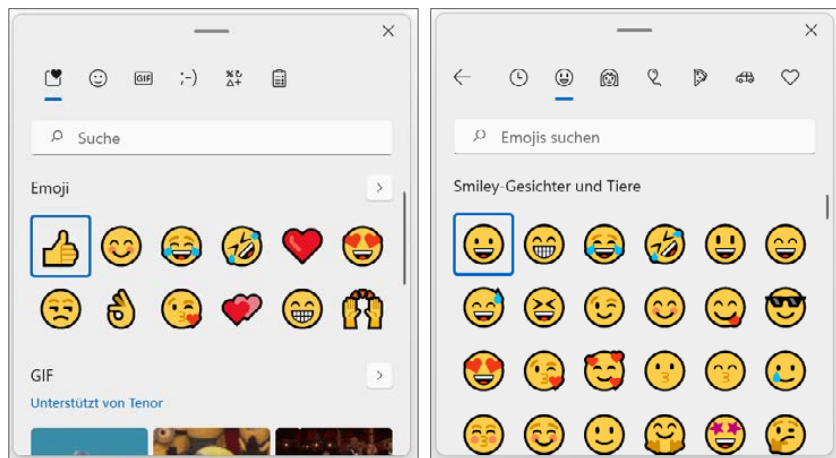 GIF
;-)
Suche
Emoji
GIF
Unterstützt von Tenor
Emojis suchen
Smiley-Gesichter und Tiere